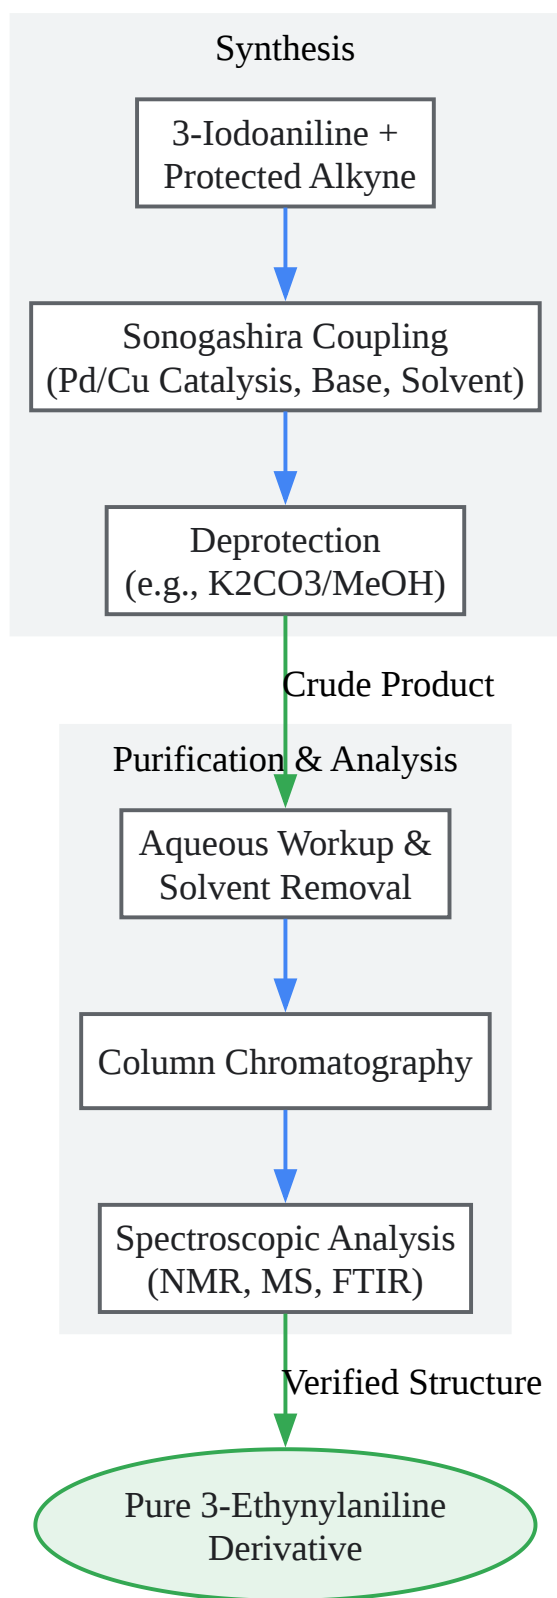 Synthesis
3-Iodoaniline +
Protected Alkyne
Sonogashira Coupling
(Pd/Cu Catalysis, Base, Solvent)
Deprotection
(e.g., K2CO3/MeOH)
Crude Product
Purification & Analysis
Aqueous Workup &
Solvent Removal
Column Chromatography
Spectroscopic Analysis
(NMR, MS, FTIR)
Verified Structure
Pure 3-Ethynylaniline
Derivative